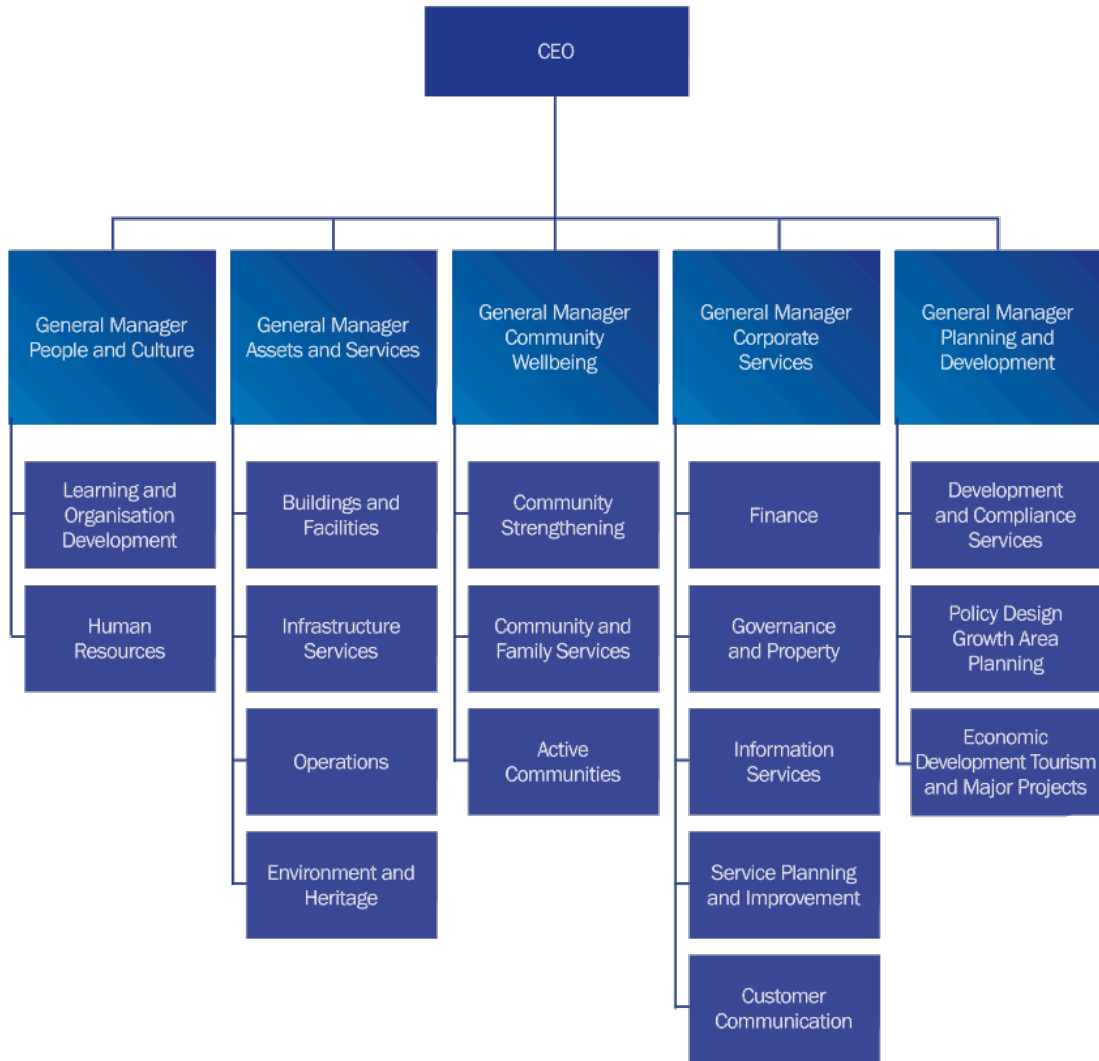 CEO
General Manager
People and Culture
General Manager
Assets and Services
General Manager
Community
Wellbeing
General Manager
Corporate
Services
General Manager
Planning and
Development
Learning and
Organisation
Development
Human
Resources
Buildings and
Facilities
Infrastructure
Services
Operations
Environment and
Heritage
Community
Strengthening
Community and
Family Services
Active
Communities
Finance
Governance
and Property
Information
Services
Service Planning
and Improvement
Customer
Communication
Development
and Compliance
Services
Policy Design
Growth Area
Planning
Economic
Development Tourism
and Major Projects